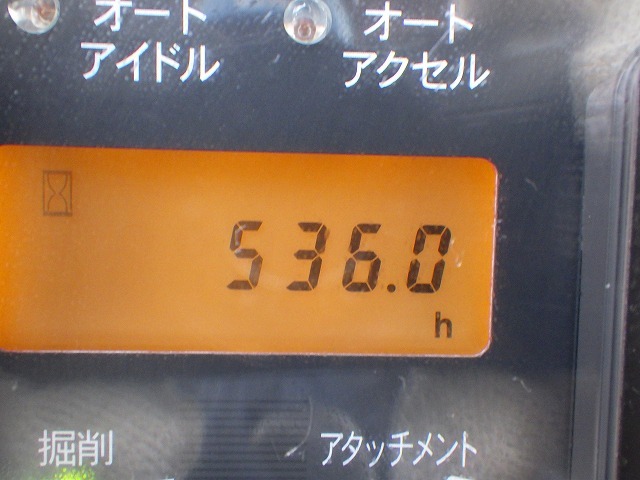 オート
アイドル
オート
アクセル
536.0
h
掘削
アタッチメント